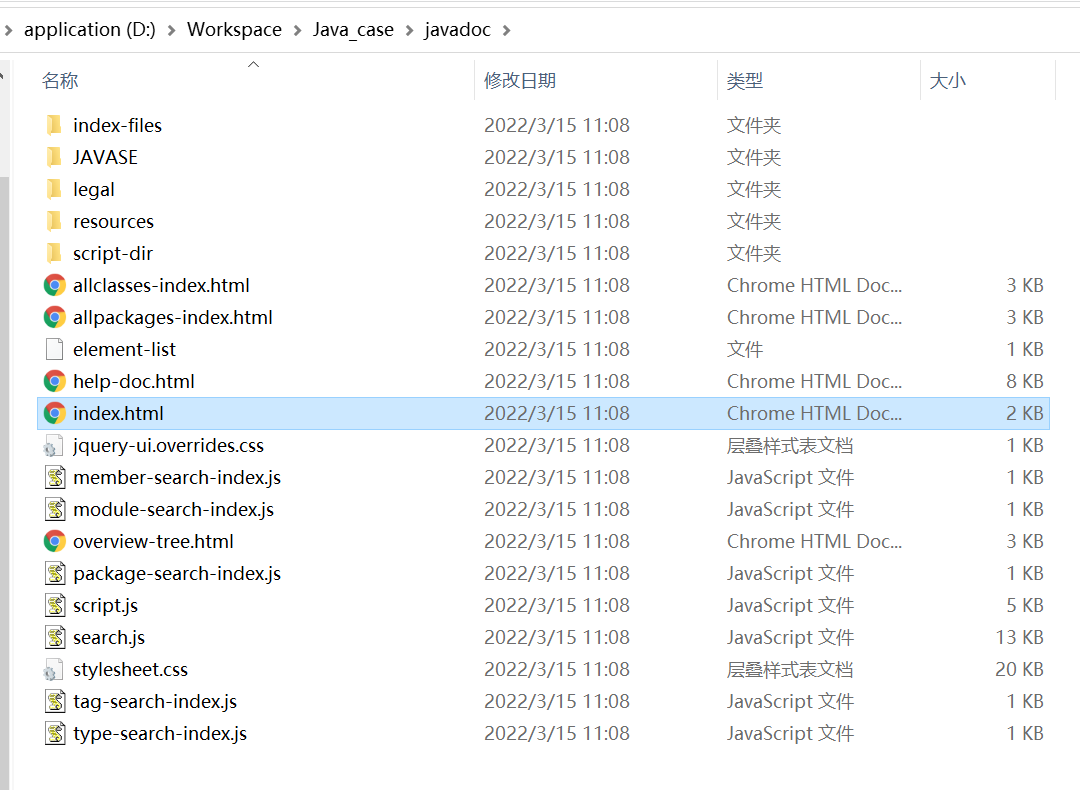 application (D:) > Workspace > Java_case > javadoc >
名称 修改日期 类型 大小
index-files 2022/3/15 11:08 文件夹
JAVASE 2022/3/15 11:08 文件夹
legal 2022/3/15 11:08 文件夹
resources 2022/3/15 11:08 文件夹
script-dir 2022/3/15 11:08 文件夹
allclasses-index.html 2022/3/15 11:08 Chrome HTML Doc... 3 KB
allpackages-index.html 2022/3/15 11:08 Chrome HTML Doc... 3 KB
element-list 2022/3/15 11:08 文件 1 KB
help-doc.html 2022/3/15 11:08 Chrome HTML Doc... 8 KB
index.html 2022/3/15 11:08 Chrome HTML Doc... 2 KB
jquery-ui.overrides.css 2022/3/15 11:08 层叠样式表文档 1 KB
member-search-index.js 2022/3/15 11:08 JavaScript 文件 1 KB
module-search-index.js 2022/3/15 11:08 JavaScript 文件 1 KB
overview-tree.html 2022/3/15 11:08 Chrome HTML Doc... 3 KB
package-search-index.js 2022/3/15 11:08 JavaScript 文件 1 KB
script.js 2022/3/15 11:08 JavaScript 文件 5 KB
search.js 2022/3/15 11:08 JavaScript 文件 13 KB
stylesheet.css 2022/3/15 11:08 层叠样式表文档 20 KB
tag-search-index.js 2022/3/15 11:08 JavaScript 文件 1 KB
type-search-index.js 2022/3/15 11:08 JavaScript 文件 1 KB